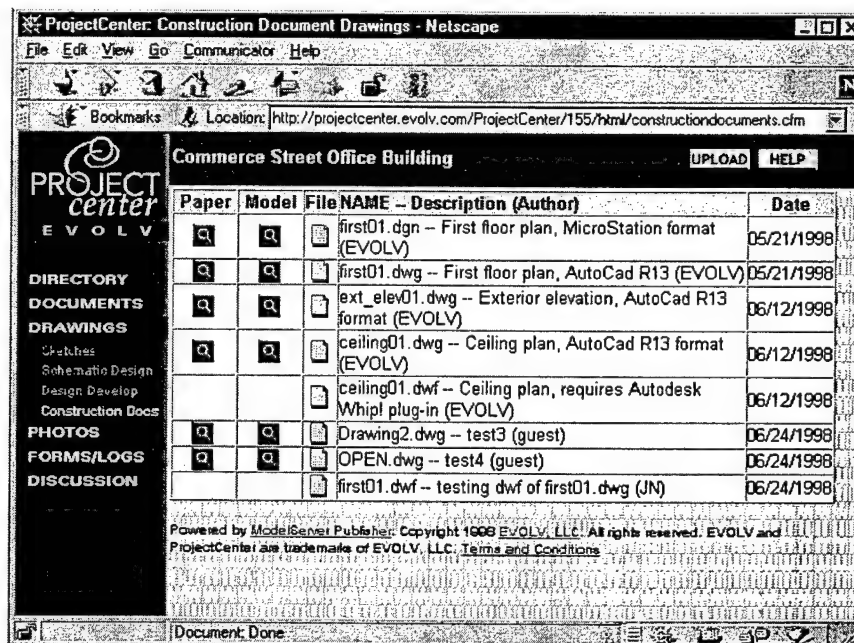 ProjectCenter: Construction Document Drawings - Netscape
File Edit View Go Communicator Help
Bookmarks Location: http://projectcenter.evolv.com/ProjectCenter/155/html/constructiondocuments.cfm
N
PROJECT
center
EVOLV
Commerce Street Office Building
UPLOAD HELP
DIRECTORY
DOCUMENTS
DRAWINGS
Sketches
Schematic Design
Design Develop
Construction Docs
PHOTOS
FORMS/LOGS
DISCUSSION
Paper Model File NAME -- Description (Author) Date
first01.dgn -- First floor plan, MicroStation format
(EVOLV) 05/21/1998
first01.dwg -- First floor plan, AutoCad R13 (EVOLV) 05/21/1998
ext_elev01.dwg -- Exterior elevation, AutoCad R13
format (EVOLV) 06/12/1998
ceiling01.dwg -- Ceiling plan, AutoCad R13 format
(EVOLV) 06/12/1998
ceiling01.dwf -- Ceiling plan, requires Autodesk
Whip! plug-in (EVOLV) 06/12/1998
Drawing2.dwg -- test3 (guest) 06/24/1998
OPEN.dwg -- test4 (guest) 06/24/1998
first01.dwf -- testing dwf of first01.dwg (JN) 06/24/1998
Powered by ModelServer Publisher. Copyright 1998 EVOLV, LLC. All rights reserved. EVOLV and
ProjectCenter are trademarks of EVOLV, LLC. Terms and Conditions
Document: Done